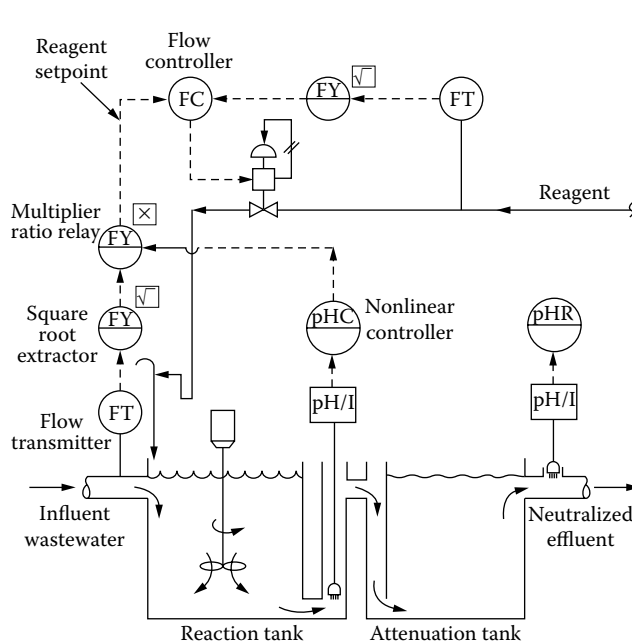 Flow
controller
Reagent
setpoint
FC
FY
√
FT
Reagent
Multiplier
ratio relay
FY
×
Square
root
extractor
FY
√
pHC
Nonlinear
controller
pHR
Flow
transmitter
FT
pH/I
pH/I
Influent
wastewater
Neutralized
effluent
Reaction tank
Attenuation tank